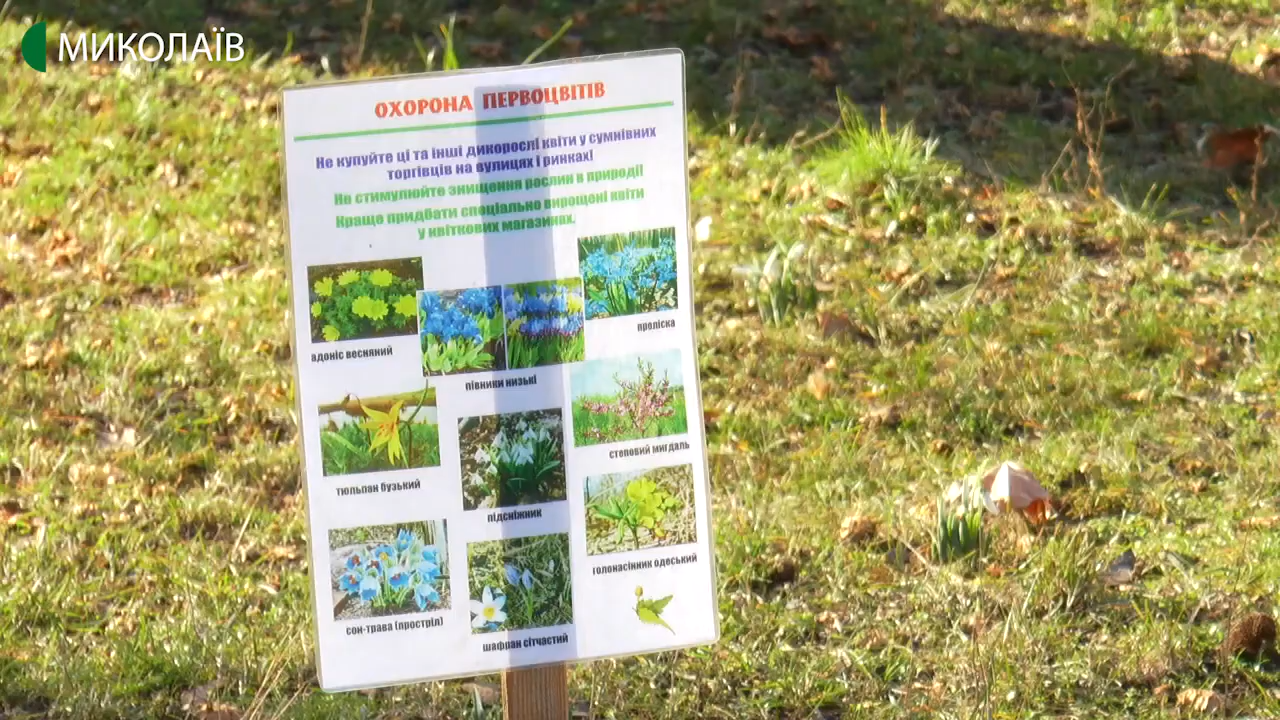 МИКОЛАЇВ
ОХОРОНА ПЕРВОЦВІТІВ
Не купуйте ці та інші дикорослі квіти у сумнівних
торгівців на вулицях і ринках!
Не стимулюйте знищення рослин в природі!
Краще придбати спеціально вирощені квіти
у квіткових магазинах.
адоніс весняний
півники низькі
проліска
тюльпан бузький
підсніжник
степовий мигдаль
сон-трава (простріл)
шафран сітчастий
голонасінник одеський